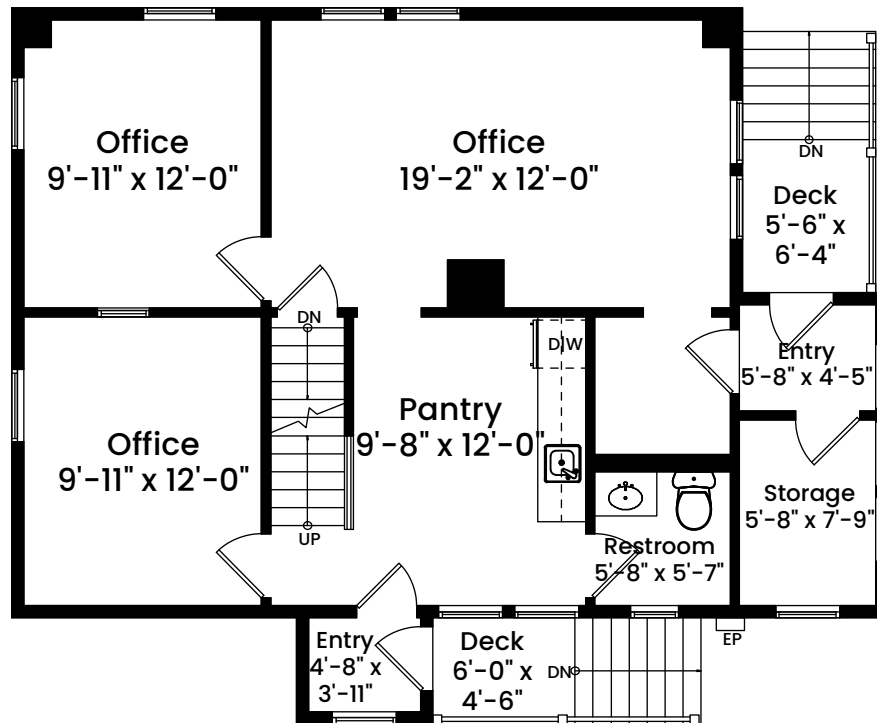 Office
9'-11" x 12'-0"
Office
19'-2" x 12'-0"
DN
Deck
5'-6" x
6'-4"
DN
D/W
Entry
5'-8" x 4'-5"
Pantry
9'-8" x 12'-0"
Office
9'-11" x 12'-0"
Storage
5'-8" x 7'-9"
UP
Restroom
5'-8" x 5'-7"
Entry
4'-8" x
3'-11"
Deck
6'-0" x
4'-6"
DN
EP